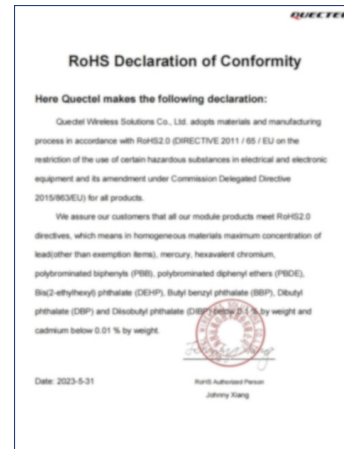 QUECTEL
RoHS Declaration of Conformity
Here Quectel makes the following declaration:
Quectel Wireless Solutions Co., Ltd. adopts materials and manufacturing
process in accordance with RoHS2.0 (DIRECTIVE 2011 / 65 / EU on the
restriction of the use of certain hazardous substances in electrical and electronic
equipment and its amendment under Commission Delegated Directive
2015/863/EU) for all products.
We assure our customers that all our module products meet RoHS2.0
directives, which means in homogeneous materials maximum concentration of
lead(other than exemption items), mercury, hexavalent chromium,
polybrominated biphenyls (PBB), polybrominated diphenyl ethers (PBDE),
Bis(2-ethylhexyl) phthalate (DEHP), Butyl benzyl phthalate (BBP), Dibutyl
phthalate (DBP) and Diisobutyl phthalate (DIBP) below 0.1 % by weight and
cadmium below 0.01 % by weight.
Date: 2023-5-31
RoHS Authorized Person
Johnny Xiang